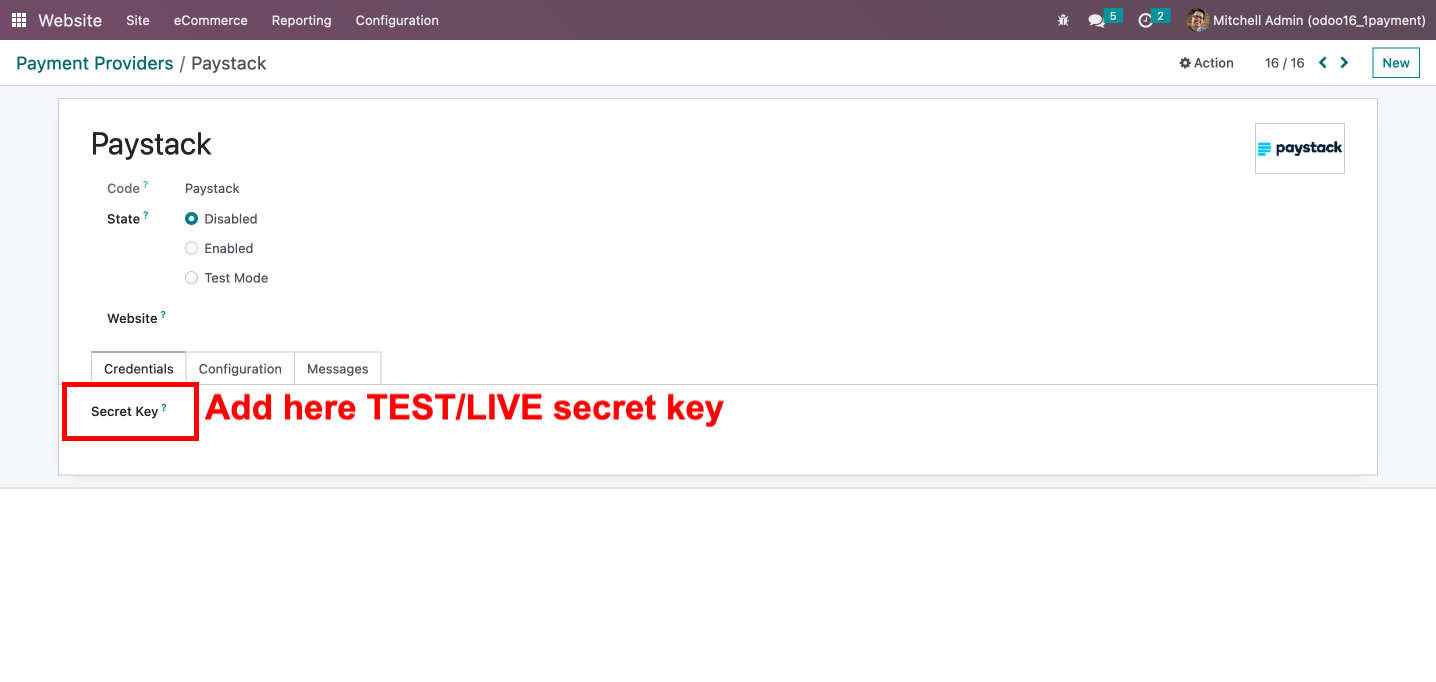 Website Site eCommerce Reporting Configuration 5 2 Mitchell Admin (odoo16_1payment)
Payment Providers / Paystack Action 16 / 16 New
Paystack
paystack
Code ? Paystack
State ? Disabled
Enabled
Test Mode
Website ?
Credentials Configuration Messages
Secret Key ? Add here TEST/LIVE secret key